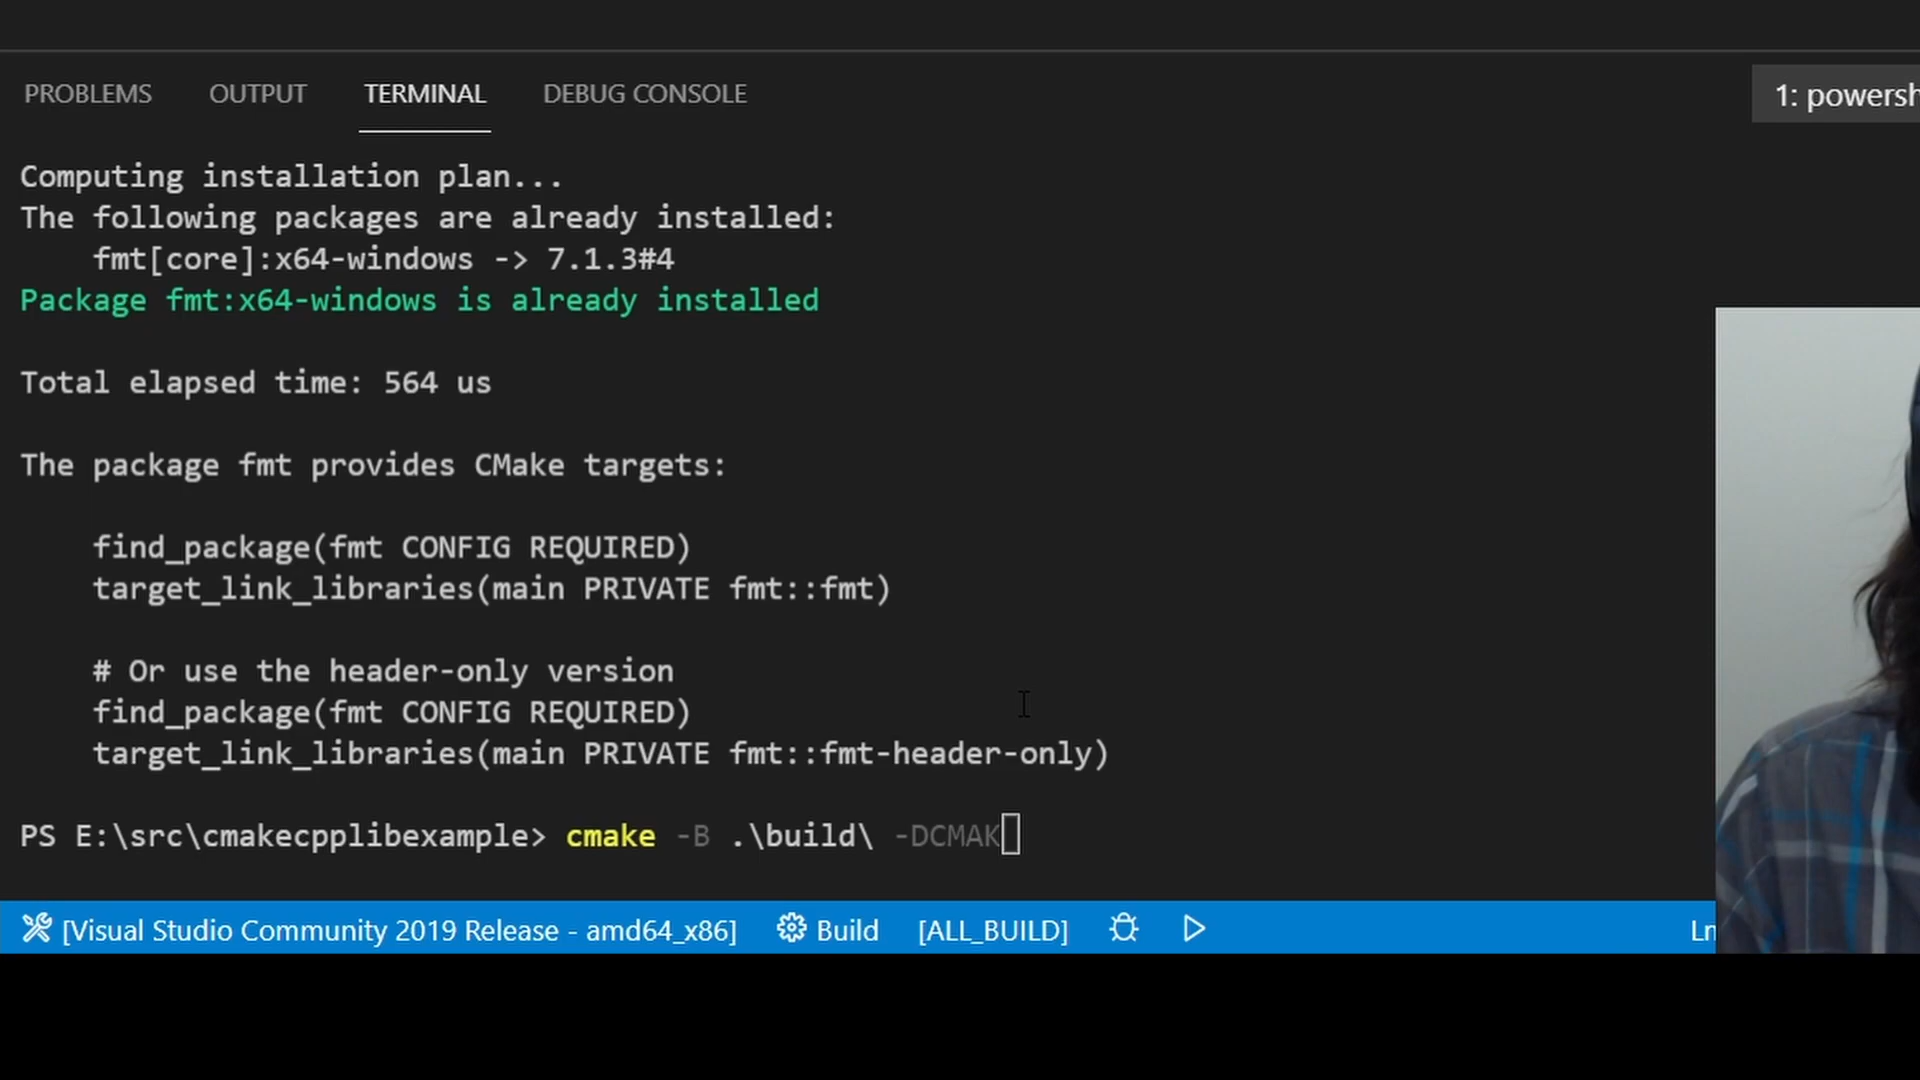 PROBLEMS OUTPUT TERMINAL DEBUG CONSOLE 1: powersh
Computing installation plan...
The following packages are already installed:
fmt[core]:x64-windows -> 7.1.3#4
Package fmt:x64-windows is already installed
Total elapsed time: 564 us
The package fmt provides CMake targets:
find_package(fmt CONFIG REQUIRED)
target_link_libraries(main PRIVATE fmt::fmt)
# Or use the header-only version
find_package(fmt CONFIG REQUIRED)
target_link_libraries(main PRIVATE fmt::fmt-header-only)
PS E:\src\cmakecpplibexample> cmake -B .\build\ -DCMAK
[Visual Studio Community 2019 Release - amd64_x86] Build [ALL_BUILD] Ln